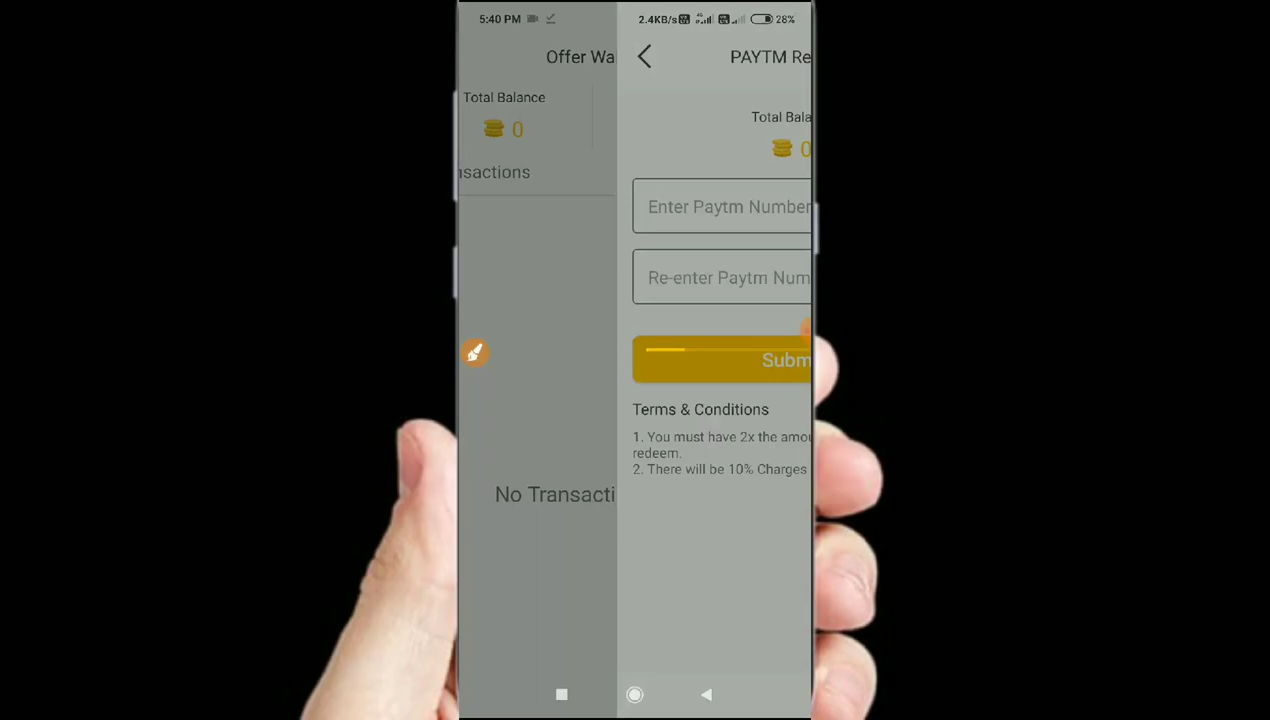 5:40 PM 2.4KB/s 28%
Offer Wa
PAYTM Re
Total Balance
0
Total Bala
0
nsactions
Enter Paytm Number
Re-enter Paytm Num
Subm
Terms & Conditions
1. You must have 2x the amou
redeem.
2. There will be 10% Charges
No Transacti